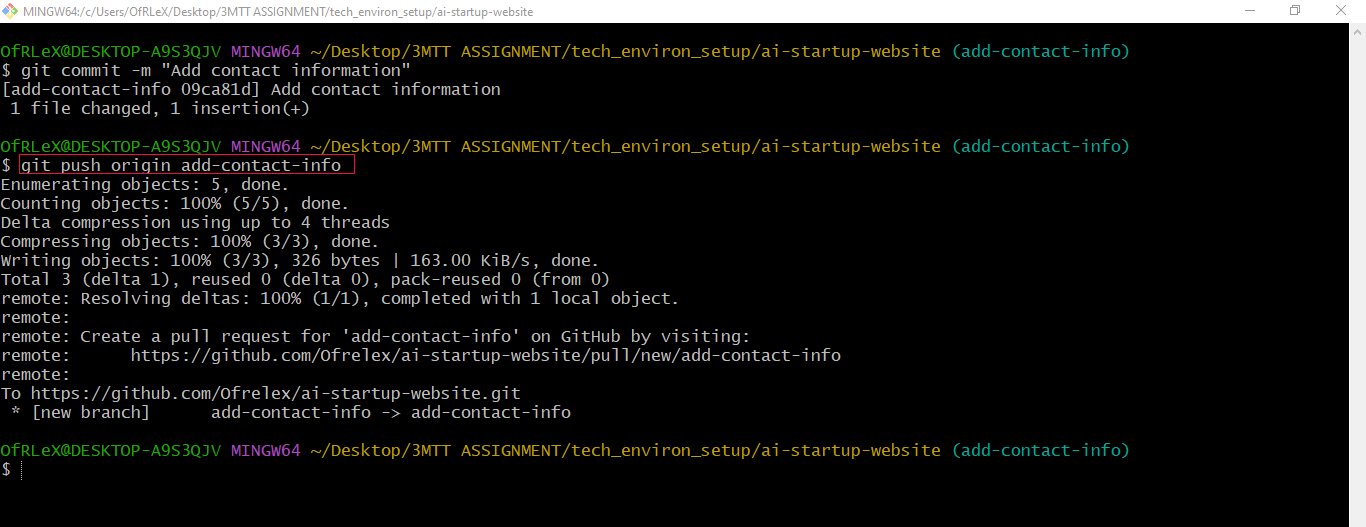 MINGW64:/c/Users/OfRLeX/Desktop/3MTT ASSIGNMENT/tech_environ_setup/ai-startup-website
OfRLeX@DESKTOP-A9S3QJV MINGW64 ~/Desktop/3MTT ASSIGNMENT/tech_environ_setup/ai-startup-website (add-contact-info)
$ git commit -m "Add contact information"
[add-contact-info 09ca81d] Add contact information
 1 file changed, 1 insertion(+)
OfRLeX@DESKTOP-A9S3QJV MINGW64 ~/Desktop/3MTT ASSIGNMENT/tech_environ_setup/ai-startup-website (add-contact-info)
$ git push origin add-contact-info
Enumerating objects: 5, done.
Counting objects: 100% (5/5), done.
Delta compression using up to 4 threads
Compressing objects: 100% (3/3), done.
Writing objects: 100% (3/3), 326 bytes | 163.00 KiB/s, done.
Total 3 (delta 1), reused 0 (delta 0), pack-reused 0 (from 0)
remote: Resolving deltas: 100% (1/1), completed with 1 local object.
remote:
remote: Create a pull request for 'add-contact-info' on GitHub by visiting:
remote:      https://github.com/Ofrelex/ai-startup-website/pull/new/add-contact-info
remote:
To https://github.com/Ofrelex/ai-startup-website.git
 * [new branch]      add-contact-info -> add-contact-info
OfRLeX@DESKTOP-A9S3QJV MINGW64 ~/Desktop/3MTT ASSIGNMENT/tech_environ_setup/ai-startup-website (add-contact-info)
$